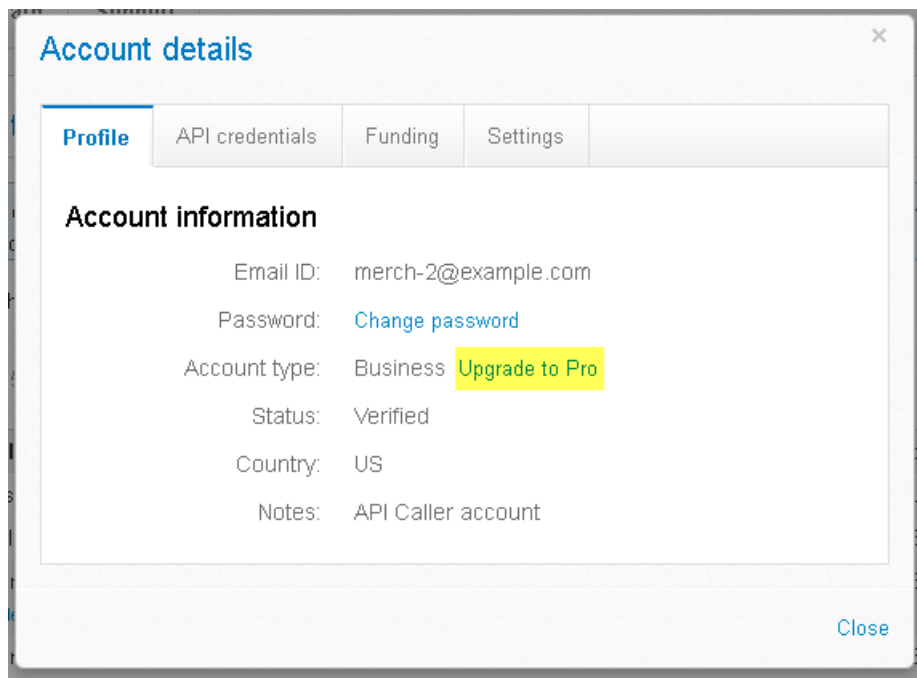 Support
Account details
×
Profile API credentials Funding Settings
Account information
Email ID: merch-2@example.com
Password: Change password
Account type: Business Upgrade to Pro
Status: Verified
Country: US
Notes: API Caller account
Close